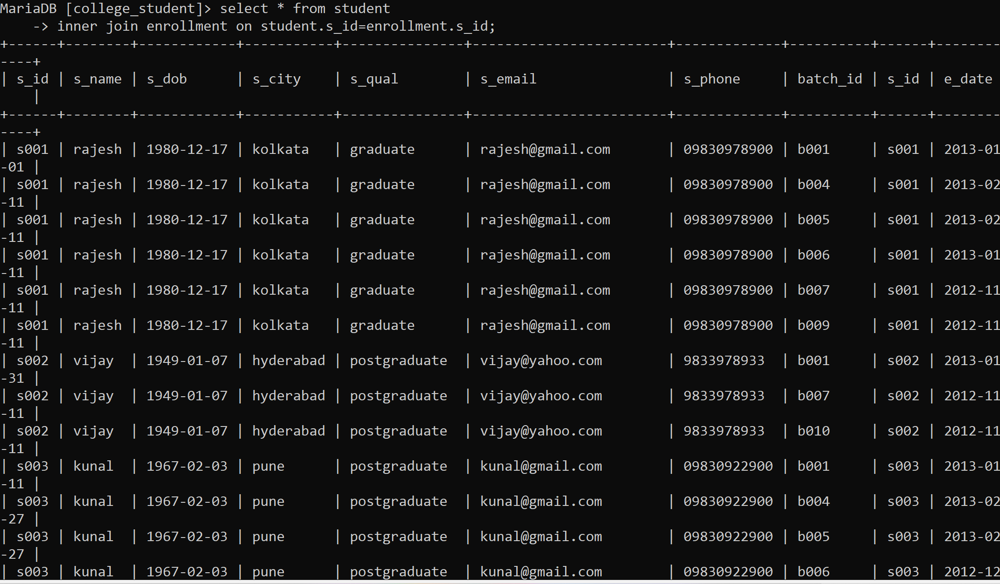 MariaDB [college_student]> select * from student
    -> inner join enrollment on student.s_id=enrollment.s_id;
+------+--------+------------+-----------+---------------+------------------------+-------------+----------+------+--------
----+
| s_id | s_name | s_dob      | s_city    | s_qual        | s_email                | s_phone     | batch_id | s_id | e_date
    |
+------+--------+------------+-----------+---------------+------------------------+-------------+----------+------+--------
----+
| s001 | rajesh | 1980-12-17 | kolkata   | graduate      | rajesh@gmail.com       | 09830978900 | b001     | s001 | 2013-01
-01 |
| s001 | rajesh | 1980-12-17 | kolkata   | graduate      | rajesh@gmail.com       | 09830978900 | b004     | s001 | 2013-02
-11 |
| s001 | rajesh | 1980-12-17 | kolkata   | graduate      | rajesh@gmail.com       | 09830978900 | b005     | s001 | 2013-02
-11 |
| s001 | rajesh | 1980-12-17 | kolkata   | graduate      | rajesh@gmail.com       | 09830978900 | b006     | s001 | 2013-01
-11 |
| s001 | rajesh | 1980-12-17 | kolkata   | graduate      | rajesh@gmail.com       | 09830978900 | b007     | s001 | 2012-11
-11 |
| s001 | rajesh | 1980-12-17 | kolkata   | graduate      | rajesh@gmail.com       | 09830978900 | b009     | s001 | 2012-11
-11 |
| s002 | vijay  | 1949-01-07 | hyderabad | postgraduate  | vijay@yahoo.com        | 9833978933  | b001     | s002 | 2013-01
-31 |
| s002 | vijay  | 1949-01-07 | hyderabad | postgraduate  | vijay@yahoo.com        | 9833978933  | b007     | s002 | 2012-11
-11 |
| s002 | vijay  | 1949-01-07 | hyderabad | postgraduate  | vijay@yahoo.com        | 9833978933  | b010     | s002 | 2012-11
-11 |
| s003 | kunal  | 1967-02-03 | pune      | postgraduate  | kunal@gmail.com        | 09830922900 | b001     | s003 | 2013-01
-11 |
| s003 | kunal  | 1967-02-03 | pune      | postgraduate  | kunal@gmail.com        | 09830922900 | b004     | s003 | 2013-02
-27 |
| s003 | kunal  | 1967-02-03 | pune      | postgraduate  | kunal@gmail.com        | 09830922900 | b005     | s003 | 2013-02
-27 |
| s003 | kunal  | 1967-02-03 | pune      | postgraduate  | kunal@gmail.com        | 09830922900 | b006     | s003 | 2012-12